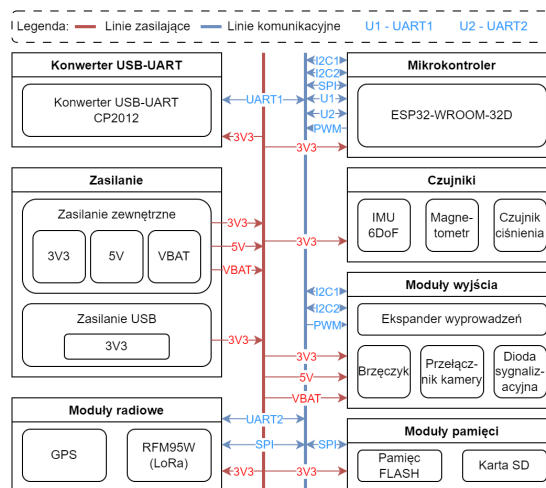 Legenda: Linie zasilające Linie komunikacyjne U1 - UART1 U2 - UART2
Konwerter USB-UART
Konwerter USB-UART
CP2012
UART1
3V3
I2C1
I2C2
SPI
U1
U2
PWM
3V3
Mikrokontroler
ESP32-WROOM-32D
Zasilanie
Zasilanie zewnętrzne
3V3
5V
VBAT
3V3
5V
VBAT
Zasilanie USB
3V3
3V3
Czujniki
IMU
6DoF
Magne-
tometr
Czujnik
ciśnienia
3V3
Moduły wyjścia
I2C1
I2C2
PWM
Ekspander wyprowadzeń
Brzęczyk
Przełącz-
nik kamery
Dioda
sygnaliz-
acyjna
3V3
5V
VBAT
Moduły radiowe
GPS
RFM95W
(LoRa)
UART2
SPI
3V3
Moduły pamięci
SPI
3V3
Pamięc
FLASH
Karta SD